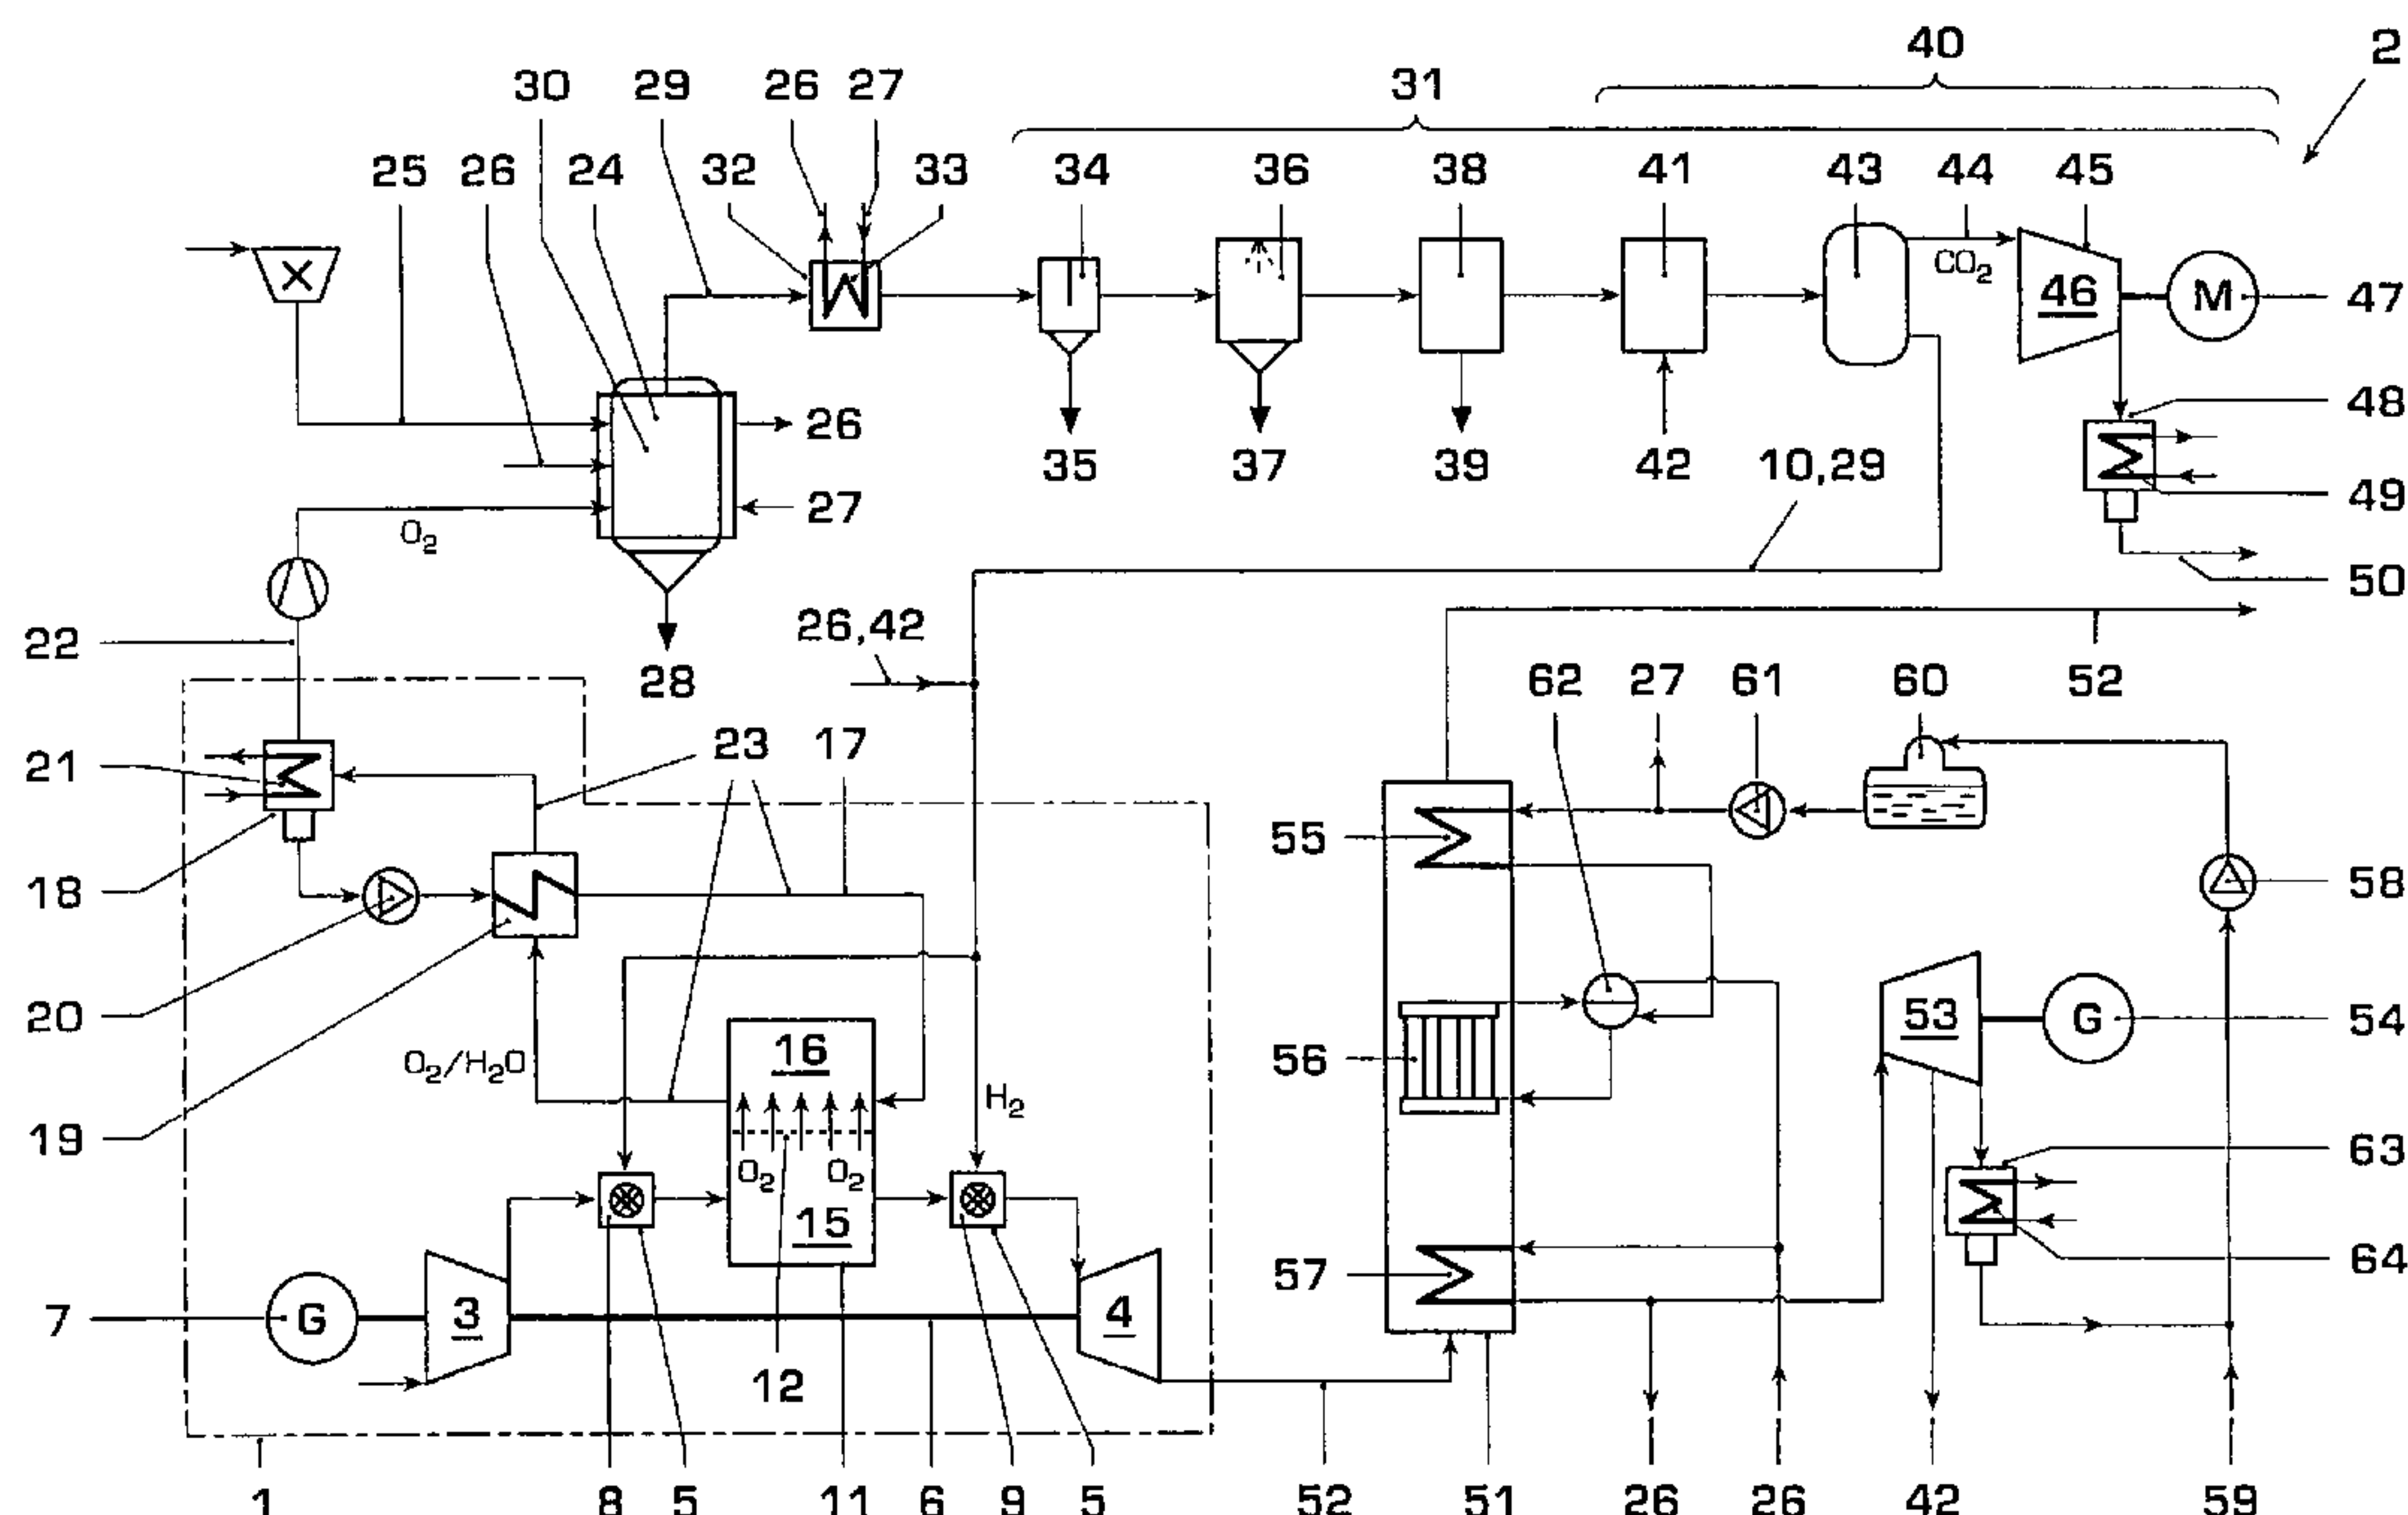 40 2
31
30 29 26 27
25 26 24 32 33 34 36 38 41 43 44 45
X
CO2
46 M 47
26 48
35 37 39 42 10,29
27 49
O2
50
22 26,42
28 62 27 61 60 52
23 17
21
55
18 58
20 16 53 G 54
O2/H2O 56
H2
19
O2 O2 63
15
57 64
7 G 3 4
12
1 8 5 11 6 9 5 52 51 26 26 42 59